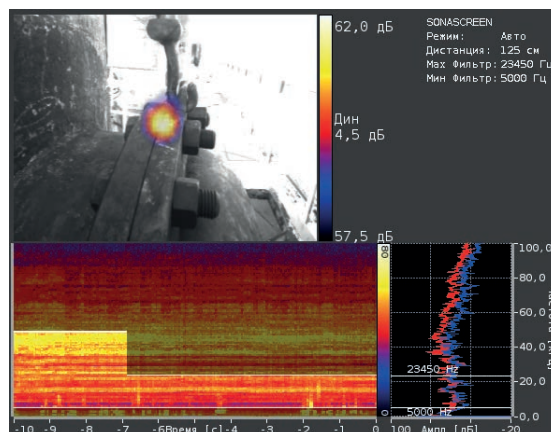 62,0 дБ
Дин
4,5 дБ
57,5 дБ
SONASCREEN
Режим: Авто
Дистанция: 125 см
Max Фильтр: 23450 Гц
Мин Фильтр: 5000 Гц
80
0
-10 -9 -8 -7 -6 Время [с] -4 -3 -2 -1 0
100,0
80,0
60,0
40,0
20,0
0,0
23450 Hz
5000 Hz
100 Ампл [дБ] -20